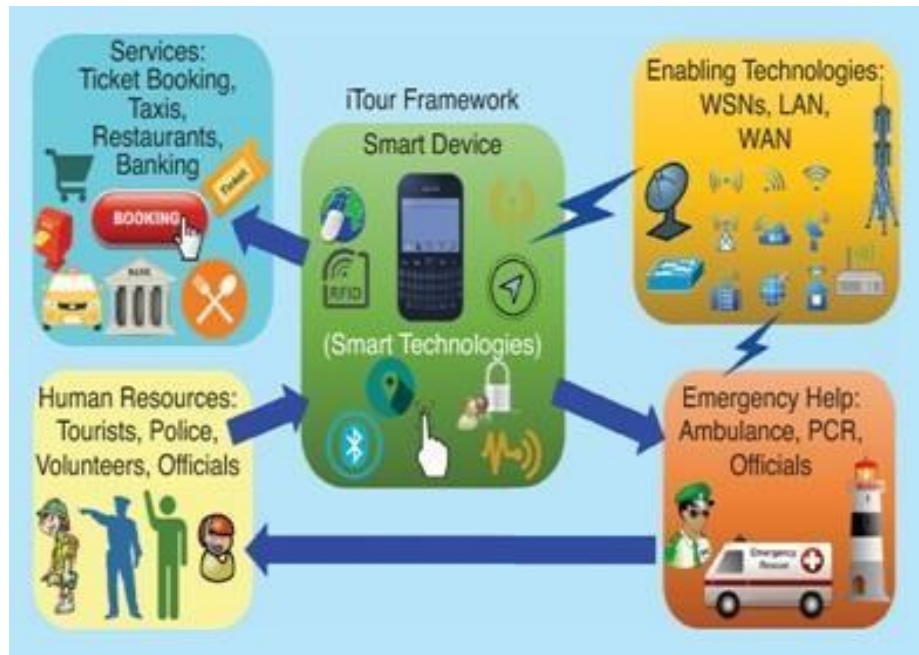 Services:
Ticket Booking,
Taxis,
Restaurants,
Banking
Ticket
BOOKING
BANK
iTour Framework
Smart Device
RFID
(Smart Technologies)
Enabling Technologies:
WSNs, LAN,
WAN
Human Resources:
Tourists, Police,
Volunteers, Officials
Emergency Help:
Ambulance, PCR,
Officials
Emergency
Rescue